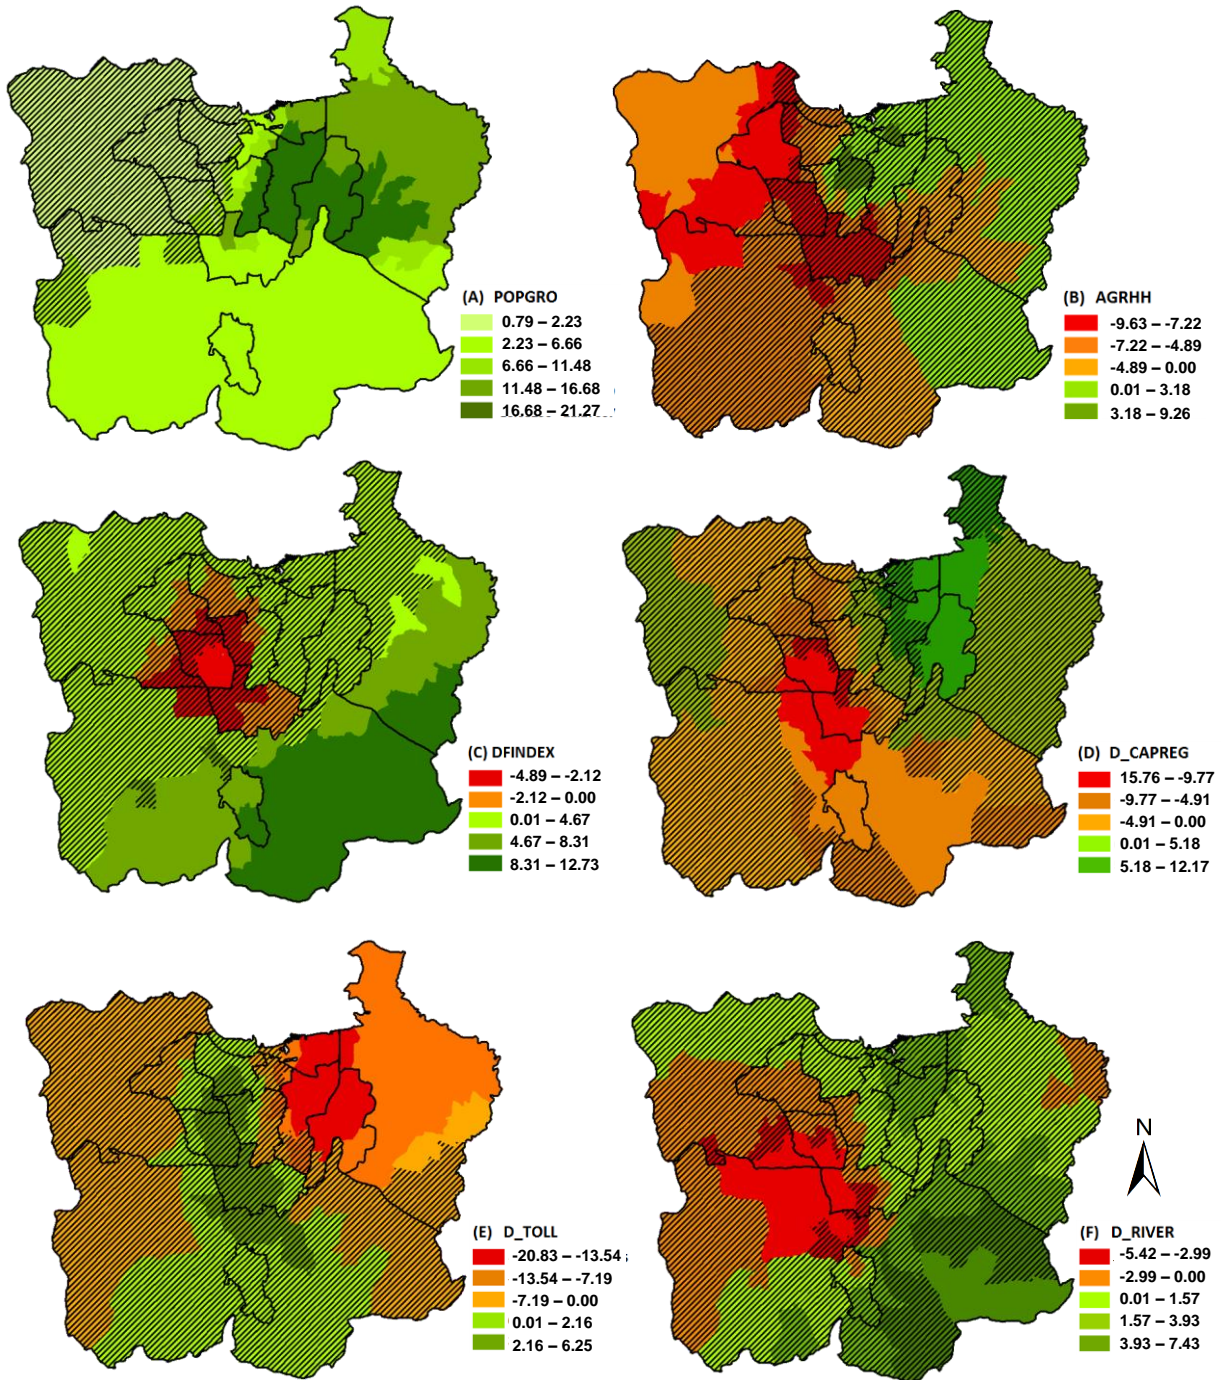 (A) POPGRO
0.79 – 2.23
2.23 – 6.66
6.66 – 11.48
11.48 – 16.68
16.68 – 21.27
(B) AGRHH
-9.63 – -7.22
-7.22 – -4.89
-4.89 – 0.00
0.01 – 3.18
3.18 – 9.26
(C) DFINDEX
-4.89 – -2.12
-2.12 – 0.00
0.01 – 4.67
4.67 – 8.31
8.31 – 12.73
(D) D_CAPREG
15.76 – -9.77
-9.77 – -4.91
-4.91 – 0.00
0.01 – 5.18
5.18 – 12.17
(E) D_TOLL
-20.83 – -13.54
-13.54 – -7.19
-7.19 – 0.00
0.01 – 2.16
2.16 – 6.25
N
(F) D_RIVER
-5.42 – -2.99
-2.99 – 0.00
0.01 – 1.57
1.57 – 3.93
3.93 – 7.43